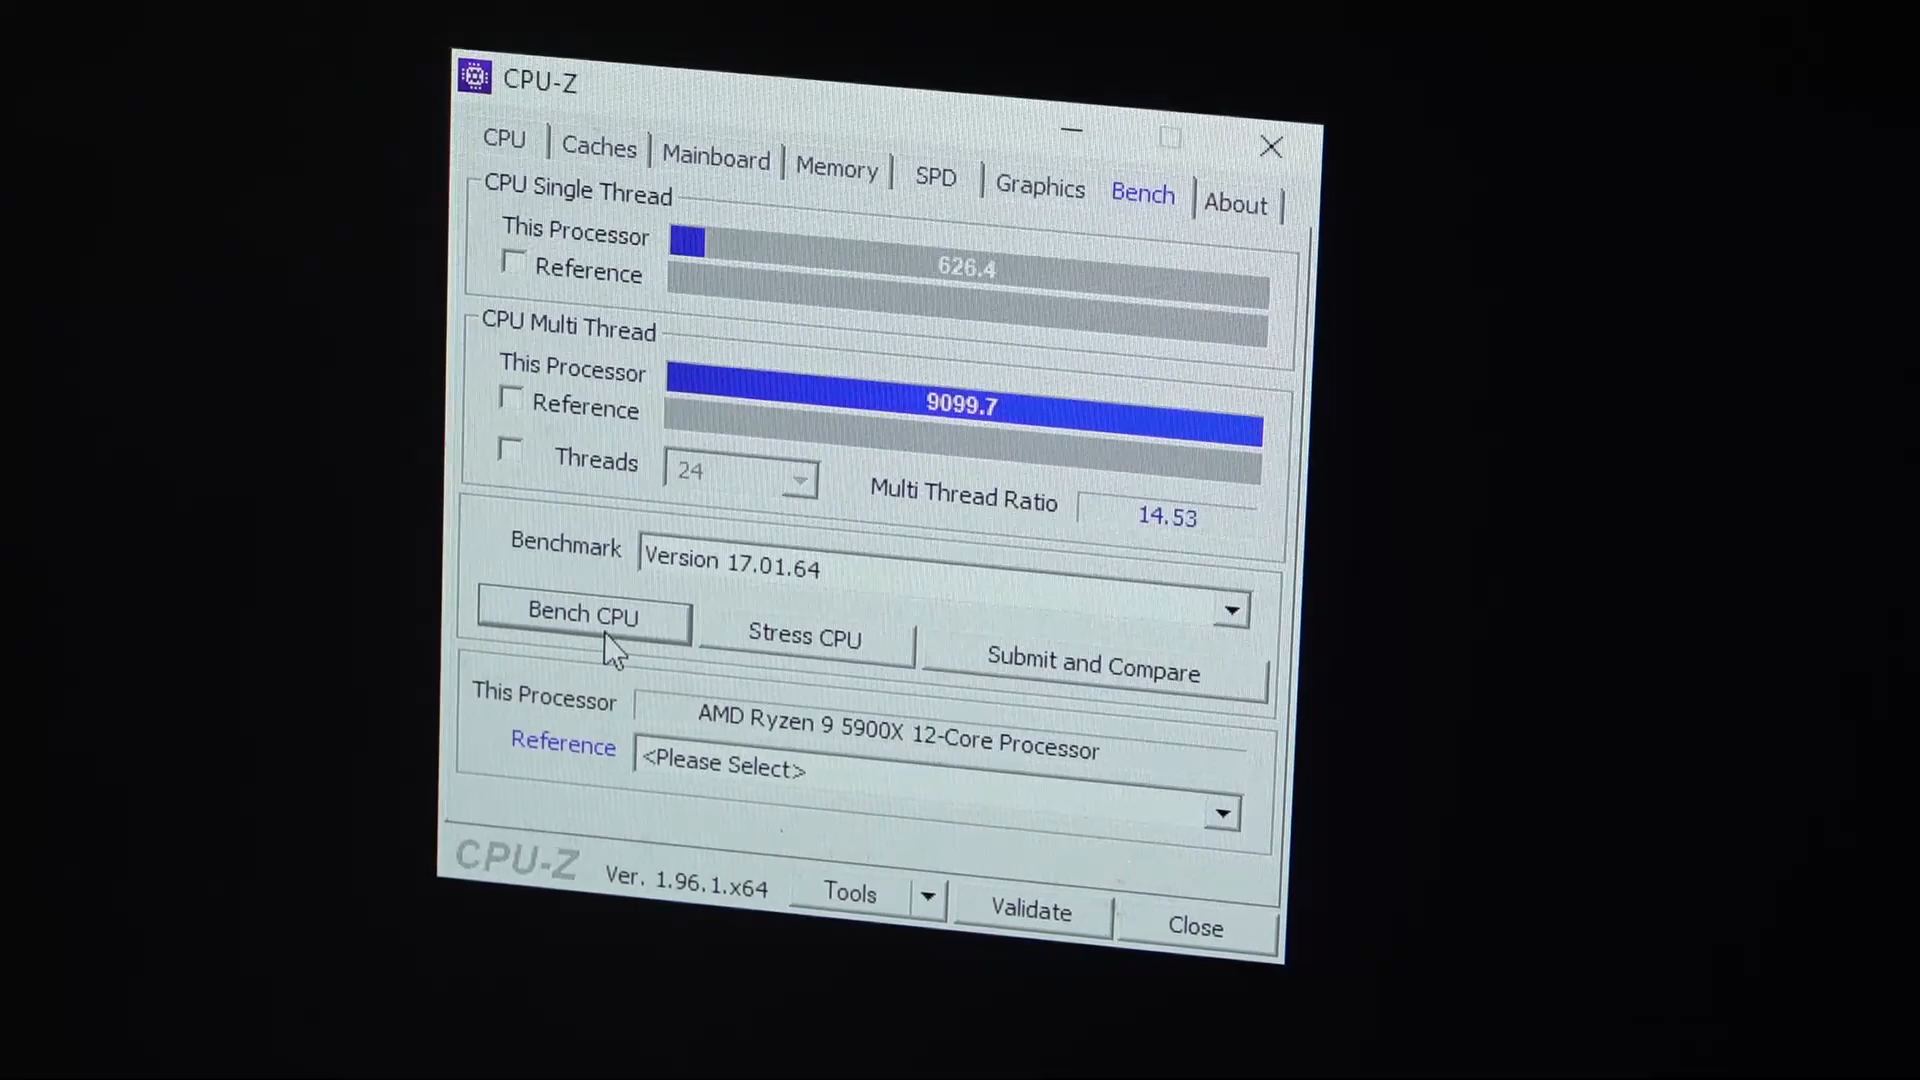 CPU-Z
CPU Caches Mainboard Memory SPD Graphics Bench About
CPU Single Thread
This Processor 626.4
Reference
CPU Multi Thread
This Processor 9099.7
Reference
Threads 24 Multi Thread Ratio 14.53
Benchmark Version 17.01.64
Bench CPU Stress CPU Submit and Compare
This Processor AMD Ryzen 9 5900X 12-Core Processor
Reference <Please Select>
CPU-Z Ver. 1.96.1.x64 Tools Validate Close